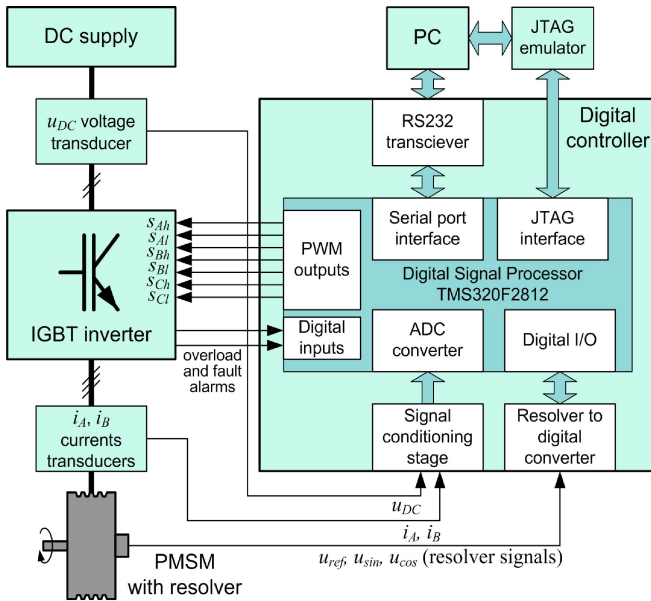 DC supply
PC
JTAG
emulator
u_DC voltage
transducer
RS232
transciever
Digital
controller
s_Ah
s_Al
s_Bh
s_Bl
s_Ch
s_Cl
PWM
outputs
Serial port
interface
JTAG
interface
Digital Signal Processor
TMS320F2812
IGBT inverter
Digital
inputs
ADC
converter
Digital I/O
overload
and fault
alarms
i_A, i_B
currents
transducers
Signal
conditioning
stage
Resolver to
digital
converter
u_DC
i_A, i_B
PMSM
with resolver
u_ref, u_sin, u_cos (resolver signals)